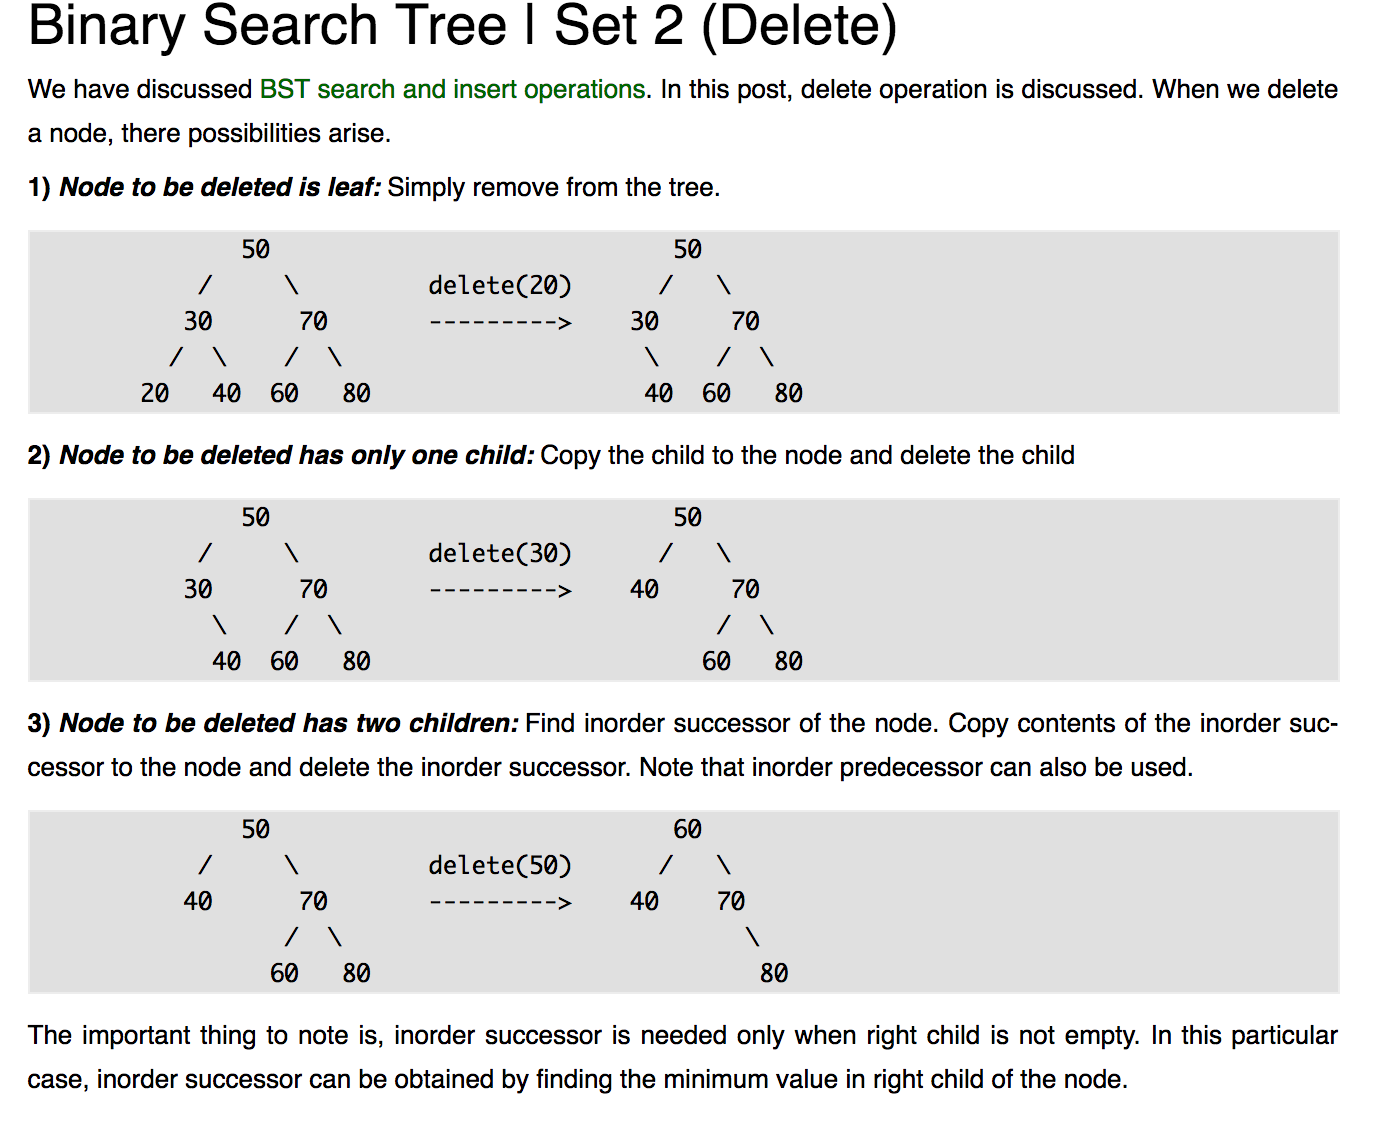 Binary Search Tree | Set 2 (Delete)
We have discussed BST search and insert operations. In this post, delete operation is discussed. When we delete
a node, there possibilities arise.
1) Node to be deleted is leaf: Simply remove from the tree.
50 50
/ \ delete(20) / \
30 70 ---------> 30 70
/ \ / \ \ / \
20 40 60 80 40 60 80
2) Node to be deleted has only one child: Copy the child to the node and delete the child
50 50
/ \ delete(30) / \
30 70 ---------> 40 70
\ / \ / \
40 60 80 60 80
3) Node to be deleted has two children: Find inorder successor of the node. Copy contents of the inorder suc-
cessor to the node and delete the inorder successor. Note that inorder predecessor can also be used.
50 60
/ \ delete(50) / \
40 70 ---------> 40 70
/ \ \
60 80 80
The important thing to note is, inorder successor is needed only when right child is not empty. In this particular
case, inorder successor can be obtained by finding the minimum value in right child of the node.